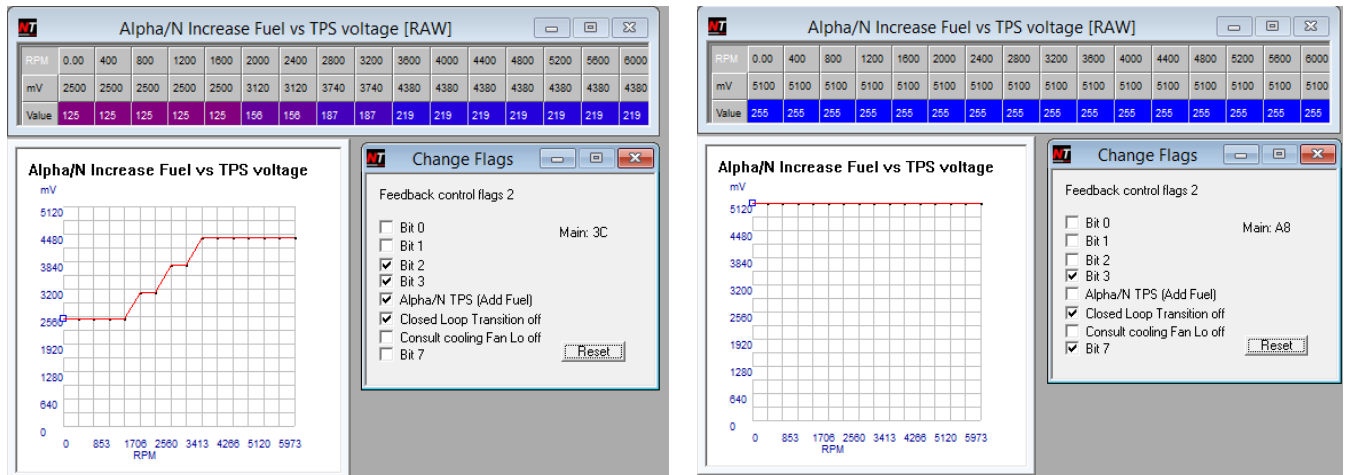 Alpha/N Increase Fuel vs TPS voltage [RAW]
RPM 0.00 400 800 1200 1600 2000 2400 2800 3200 3600 4000 4400 4800 5200 5600 6000
mV 2500 2500 2500 2500 2500 3120 3120 3740 3740 4380 4380 4380 4380 4380 4380 4380
Value 125 125 125 125 125 156 156 187 187 219 219 219 219 219 219 219
Alpha/N Increase Fuel vs TPS voltage
mV
5120
4480
3840
3200
2560
1920
1280
640
0
0 853 1706 2560 3413 4266 5120 5973
RPM
NT Change Flags
Feedback control flags 2
Bit 0
Main: 3C
Bit 1
Bit 2
Bit 3
Alpha/N TPS (Add Fuel)
Closed Loop Transition off
Consult cooling Fan Lo off
Bit 7
Reset
Alpha/N Increase Fuel vs TPS voltage [RAW]
RPM 0.00 400 800 1200 1600 2000 2400 2800 3200 3600 4000 4400 4800 5200 5600 6000
mV 5100 5100 5100 5100 5100 5100 5100 5100 5100 5100 5100 5100 5100 5100 5100 5100
Value 255 255 255 255 255 255 255 255 255 255 255 255 255 255 255 255
Alpha/N Increase Fuel vs TPS voltage
mV
5120
4480
3840
3200
2560
1920
1280
640
0
0 853 1706 2560 3413 4266 5120 5973
RPM
NT Change Flags
Feedback control flags 2
Bit 0
Main: A8
Bit 1
Bit 2
Bit 3
Alpha/N TPS (Add Fuel)
Closed Loop Transition off
Consult cooling Fan Lo off
Bit 7
Reset